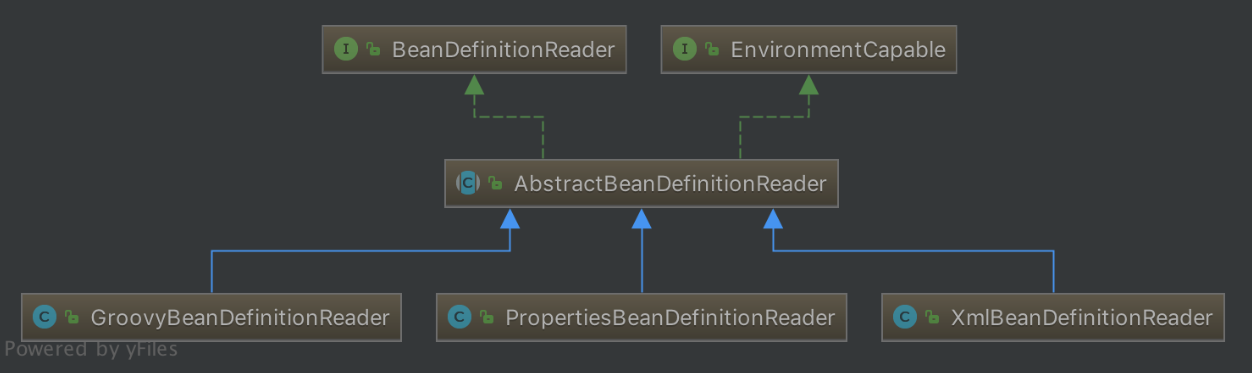 I BeanDefinitionReader
I EnvironmentCapable
C AbstractBeanDefinitionReader
C GroovyBeanDefinitionReader
C PropertiesBeanDefinitionReader
C XmlBeanDefinitionReader
Powered by yFiles